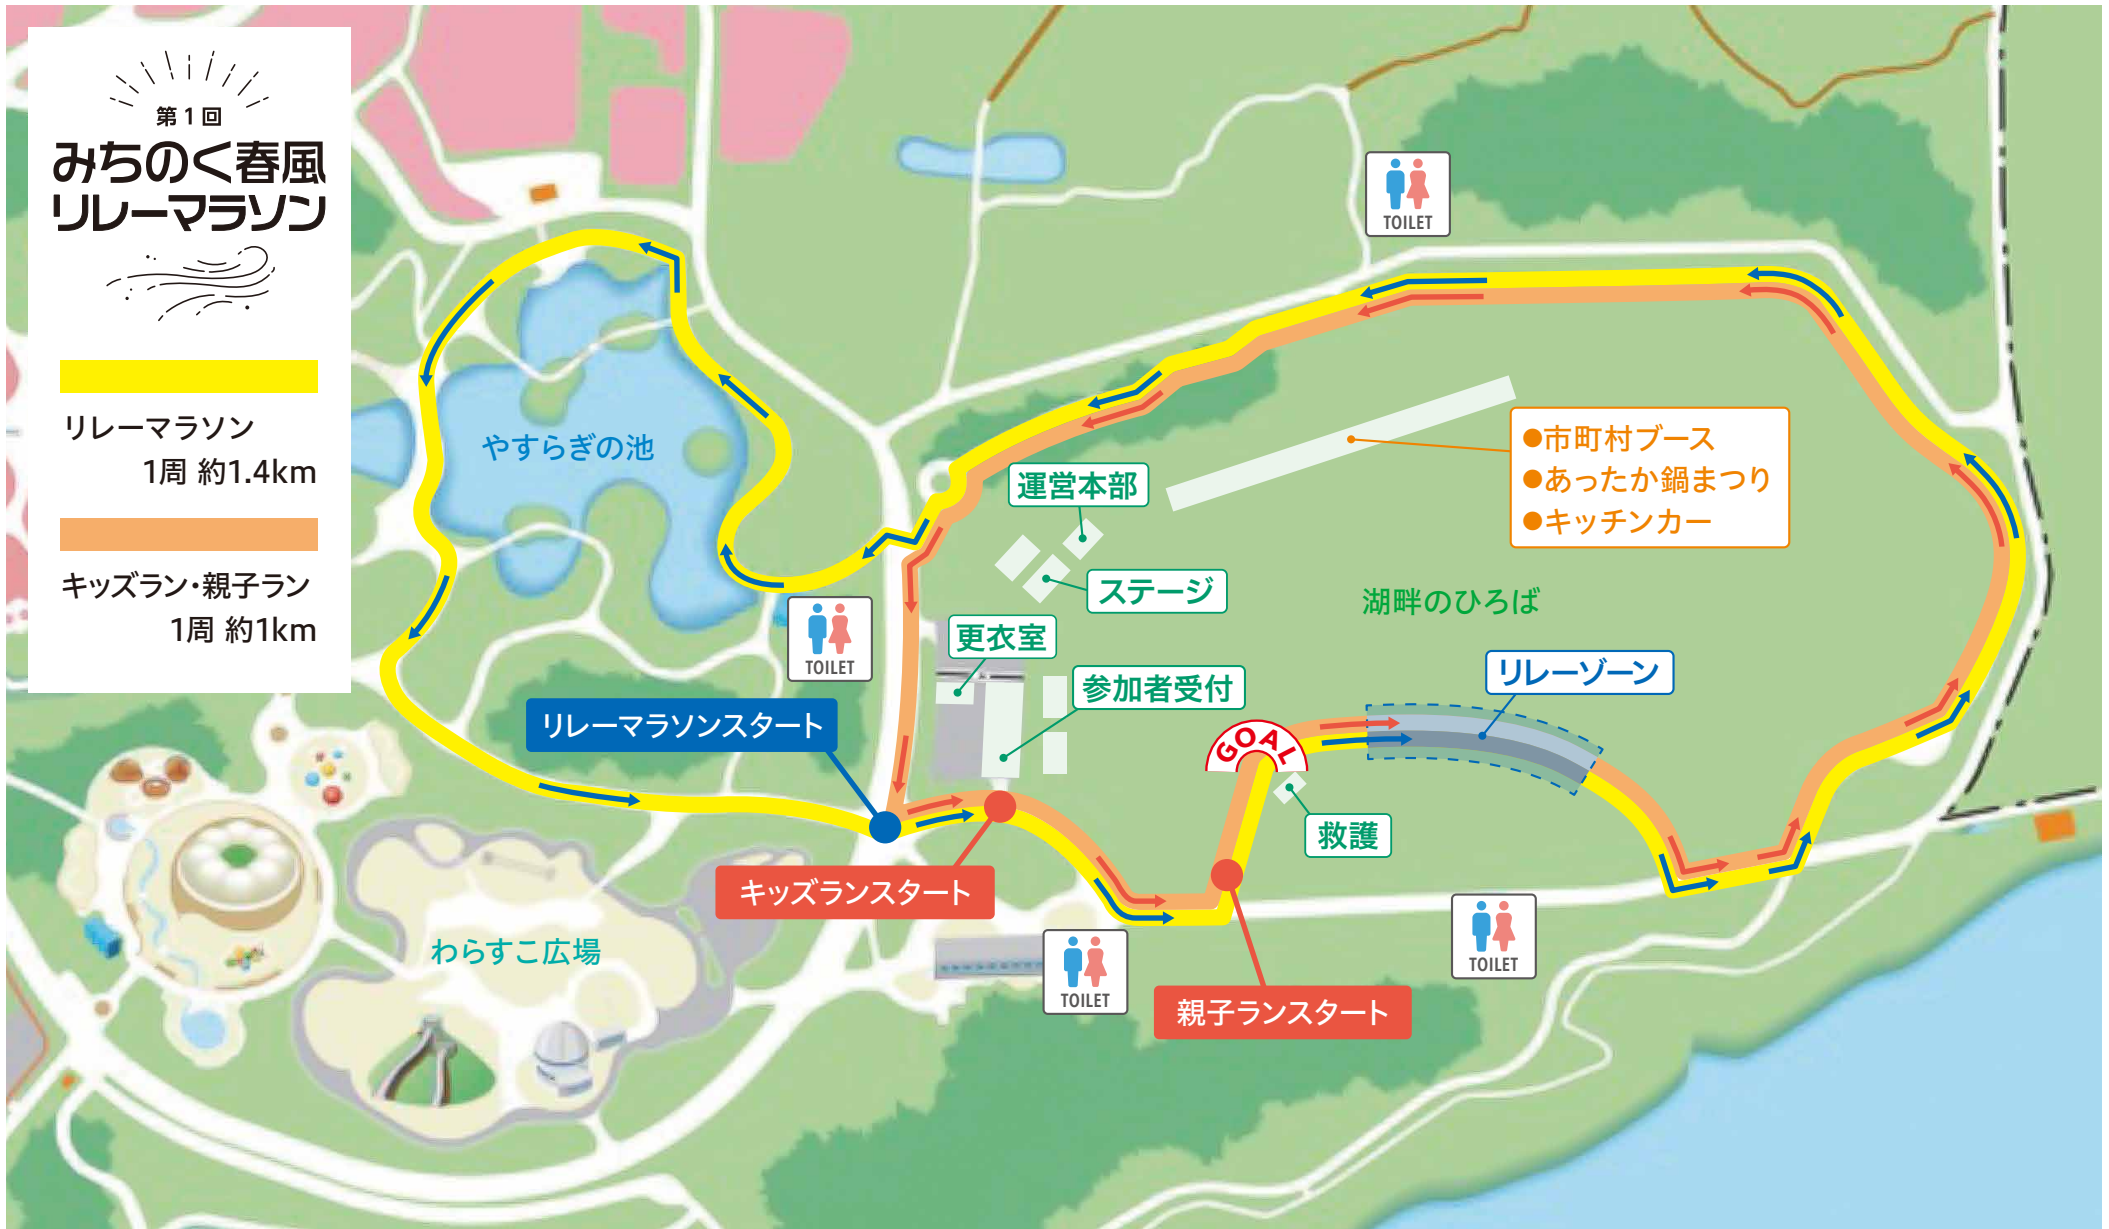 第1回
みちのく春風
リレーマラソン
リレーマラソン
1周 約1.4km
キッズラン・親子ラン
1周 約1km
TOILET
やすらぎの池
運営本部
●市町村ブース
●あったか鍋まつり
●キッチンカー
ステージ
湖畔のひろば
TOILET
更衣室
参加者受付
リレーゾーン
リレーマラソンスタート
GOAL
救護
キッズランスタート
わらすこ広場
TOILET
TOILET
親子ランスタート